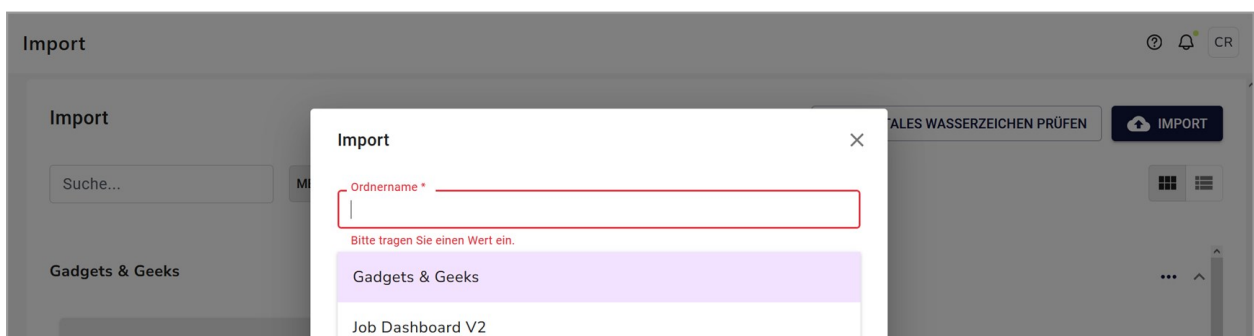 Import
CR
Import
TALES WASSERZEICHEN PRÜFEN
IMPORT
Import
Suche...
Ordnername *
Bitte tragen Sie einen Wert ein.
Gadgets & Geeks
Gadgets & Geeks
Job Dashboard V2